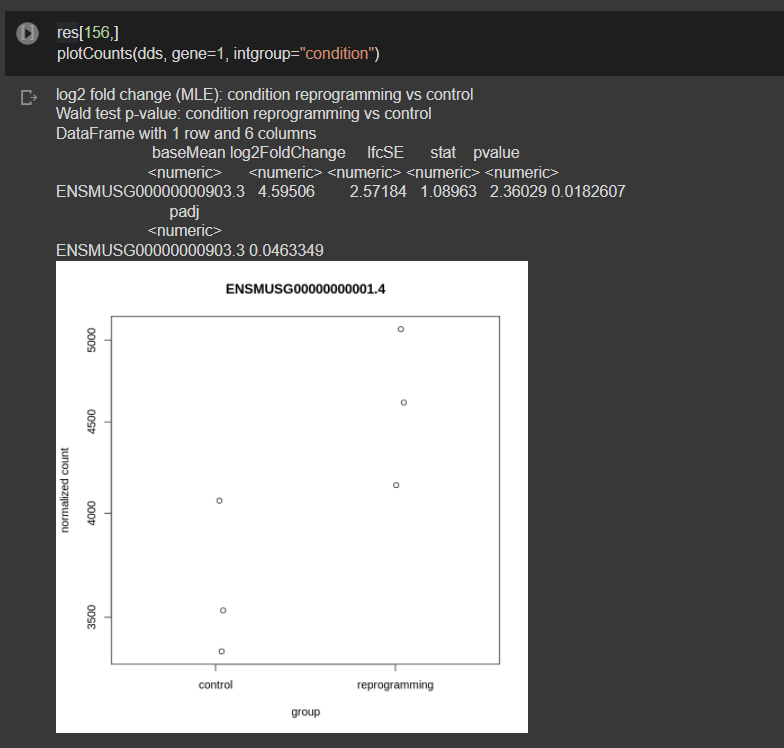 res[156,]
plotCounts(dds, gene=1, intgroup="condition")
log2 fold change (MLE): condition reprogramming vs control
Wald test p-value: condition reprogramming vs control
DataFrame with 1 row and 6 columns
baseMean log2FoldChange lfcSE stat pvalue
<numeric> <numeric> <numeric> <numeric> <numeric>
ENSMUSG00000000903.3 4.59506 2.57184 1.08963 2.36029 0.0182607
padj
<numeric>
ENSMUSG00000000903.3 0.0463349
ENSMUSG00000000001.4
5000
4500
4000
3500
normalized count
control reprogramming
group